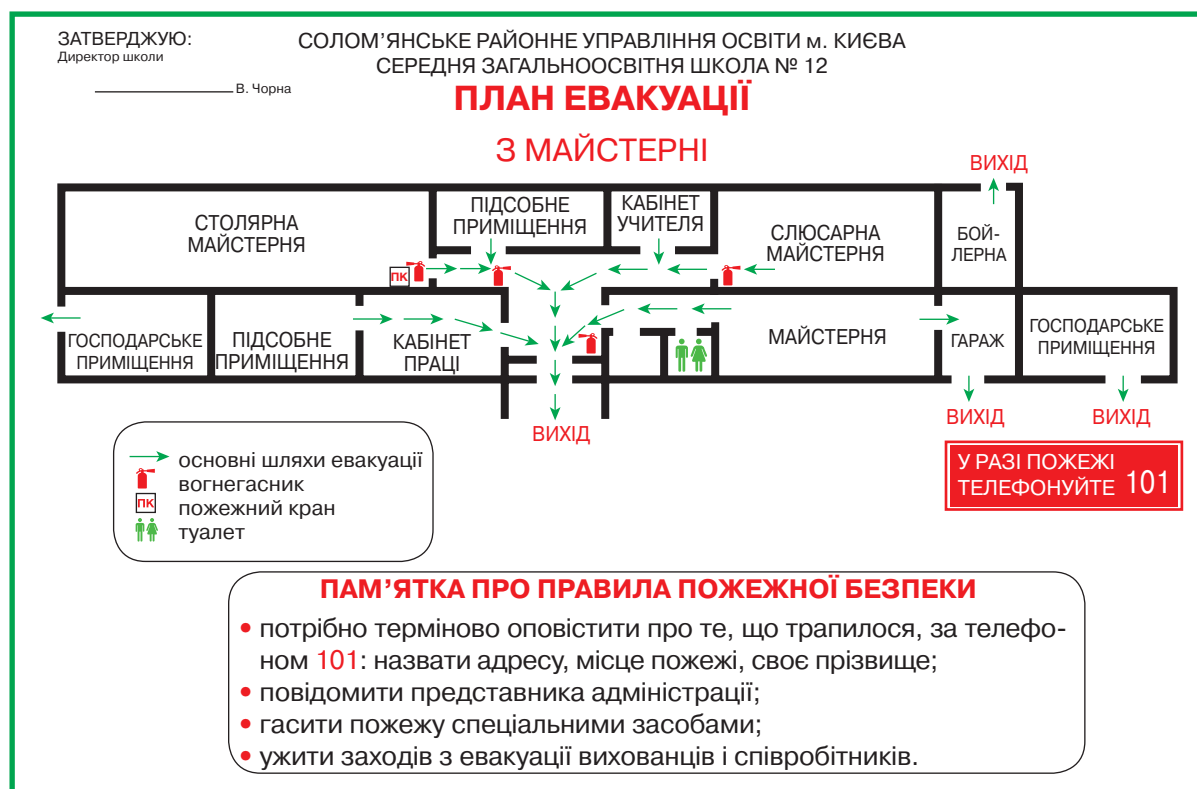 ЗАТВЕРДЖУЮ:
Директор школи
В. Чорна
СОЛОМ’ЯНСЬКЕ РАЙОННЕ УПРАВЛІННЯ ОСВІТИ м. КИЄВА
СЕРЕДНЯ ЗАГАЛЬНООСВІТНЯ ШКОЛА № 12
ПЛАН ЕВАКУАЦІЇ
З МАЙСТЕРНІ
ВИХІД
СТОЛЯРНА
МАЙСТЕРНЯ
ПІДСОБНЕ
ПРИМІЩЕННЯ
КАБІНЕТ
УЧИТЕЛЯ
СЛЮСАРНА
МАЙСТЕРНЯ
БОЙ-
ЛЕРНА
ПК
ГОСПОДАРСЬКЕ
ПРИМІЩЕННЯ
ПІДСОБНЕ
ПРИМІЩЕННЯ
КАБІНЕТ
ПРАЦІ
МАЙСТЕРНЯ
ГАРАЖ
ГОСПОДАРСЬКЕ
ПРИМІЩЕННЯ
ВИХІД
ВИХІД
ВИХІД
основні шляхи евакуації
вогнегасник
ПК пожежний кран
туалет
У РАЗІ ПОЖЕЖІ
ТЕЛЕФОНУЙТЕ 101
ПАМ’ЯТКА ПРО ПРАВИЛА ПОЖЕЖНОЇ БЕЗПЕКИ
• потрібно терміново оповістити про те, що трапилося, за телефо-
ном 101: назвати адресу, місце пожежі, своє прізвище;
• повідомити представника адміністрації;
• гасити пожежу спеціальними засобами;
• ужити заходів з евакуації вихованців і співробітників.